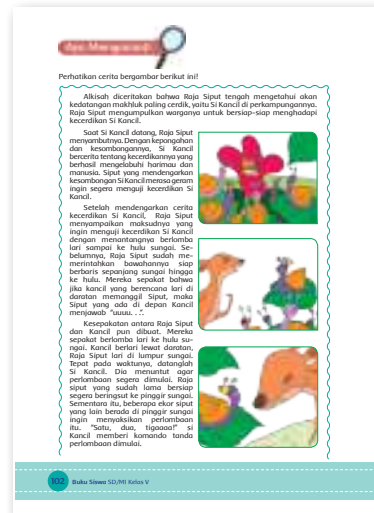 Ayo Mengamati
Perhatikan cerita bergambar berikut ini!
Alkisah diceritakan bahwa Raja Siput tengah mengetahui akan
kedatangan makhluk paling cerdik, yaitu Si Kancil di perkampungannya.
Raja Siput mengumpulkan warganya untuk bersiap-siap menghadapi
kecerdikan Si Kancil.
Saat Si Kancil datang, Raja Siput
menyambutnya. Dengan kepongahan
dan kesombongannya, Si Kancil
bercerita tentang kecerdikannya yang
berhasil mengelabuhi harimau dan
manusia. Siput yang mendengarkan
kesombongan Si Kancil merasa geram
ingin segera menguji kecerdikan Si
Kancil.
Setelah mendengarkan cerita
kecerdikan Si Kancil, Raja Siput
menyampaikan maksudnya yang
ingin menguji kecerdikan Si Kancil
dengan menantangnya berlomba
lari sampai ke hulu sungai. Se-
belumnya, Raja Siput sudah me-
merintahkan bawahannya siap
berbaris sepanjang sungai hingga
ke hulu. Mereka sepakat bahwa
jika kancil yang berencana lari di
daratan memanggil Siput, maka
Siput yang ada di depan Kancil
menjawab "uuuu. . .".
Kesepakatan antara Raja Siput
dan Kancil pun dibuat. Mereka
sepakat berlomba lari ke hulu su-
ngai. Kancil berlari lewat daratan,
Raja Siput lari di lumpur sungai.
Tepat pada waktunya, datanglah
Si Kancil. Dia menuntut agar
perlombaan segera dimulai. Raja
siput yang sudah lama bersiap
segera beringsut ke pinggir sungai.
Sementara itu, beberapa ekor siput
yang lain berada di pinggir sungai
ingin menyaksikan perlombaan
itu. "Satu, dua, tigaaaa!" si
Kancil memberi komando tanda
perlombaan dimulai.
102 Buku Siswa SD/MI Kelas V